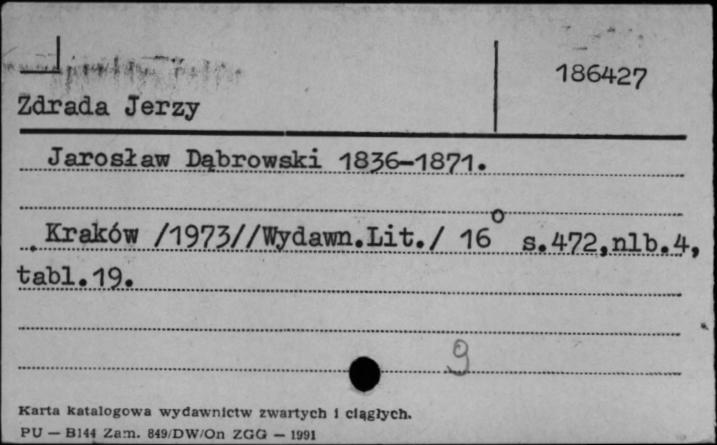 186427
Zdrada Jerzy
Jarosław Dąbrowski 1836-1871.
Kraków /1973//Wydawn.Lit./ 16° s.472,nlb.4,
tabl.19.
9
Karta katalogowa wydawnictw zwartych i ciągłych.
PU — B144 Zam. 849/DW/On ZGG — 1991